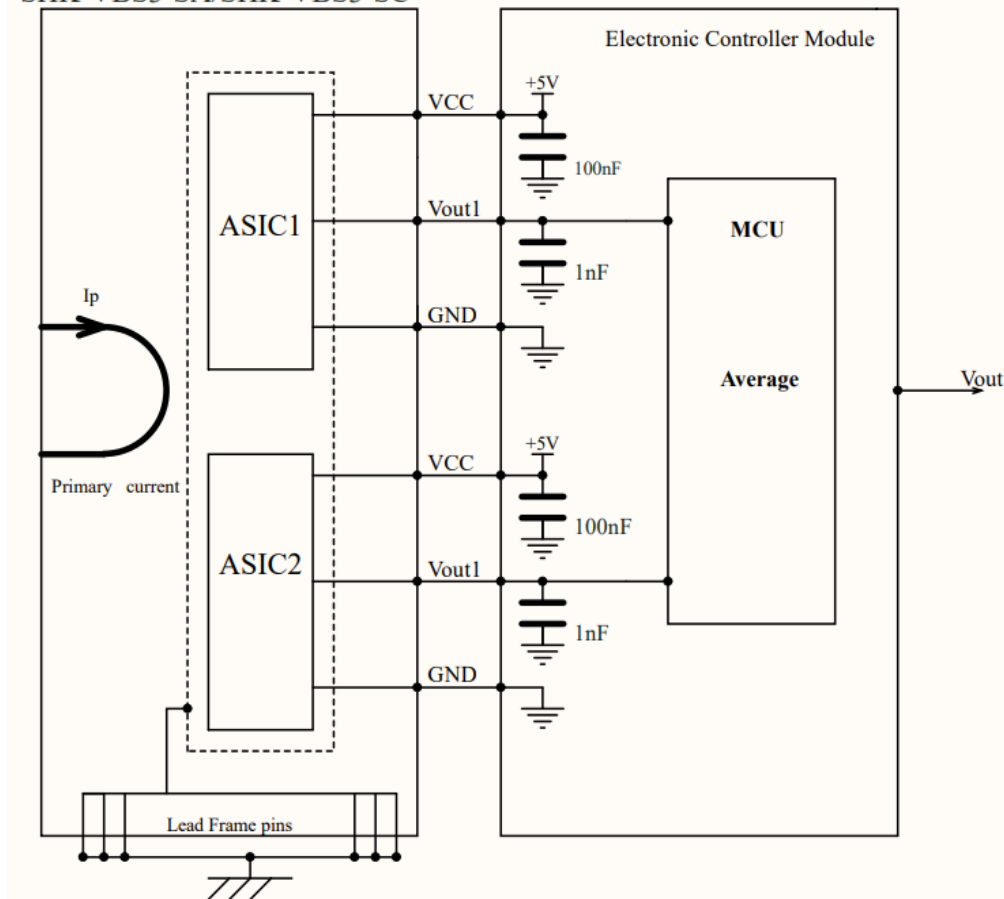 Electronic Controller Module
+5V
VCC
100nF
Vout1
ASIC1
MCU
1nF
Ip
GND
Average
Vout
+5V
VCC
Primary current
100nF
ASIC2
Vout1
1nF
GND
Lead Frame pins